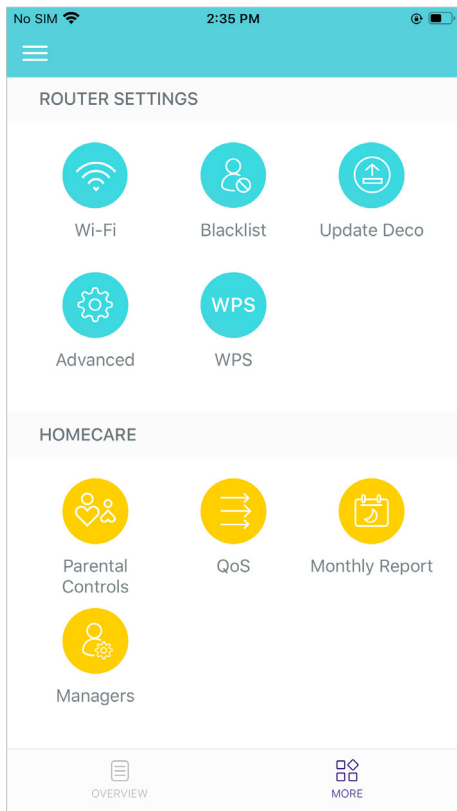 No SIM 2:35 PM
ROUTER SETTINGS
Wi-Fi Blacklist Update Deco
WPS
Advanced WPS
HOMECARE
Parental Controls QoS Monthly Report
Managers
OVERVIEW MORE